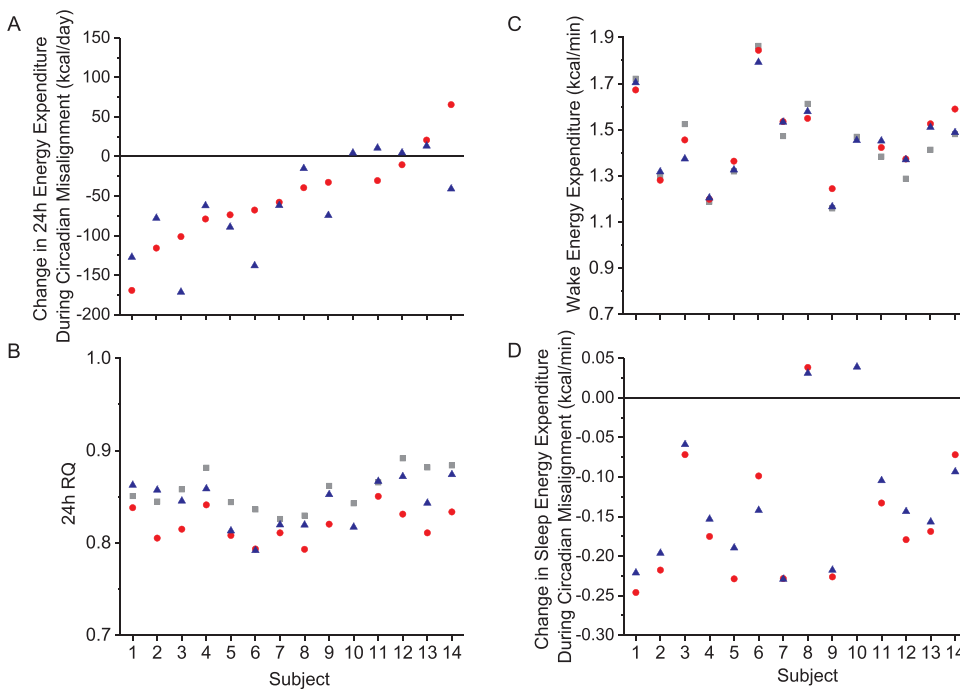 A
Change in 24h Energy Expenditure
During Circadian Misalignment (kcal/day)
150
100
50
0
-50
-100
-150
-200
B
24h RQ
1.0
0.9
0.8
0.7
1 2 3 4 5 6 7 8 9 10 11 12 13 14
Subject
C
Wake Energy Expenditure (kcal/min)
1.9
1.7
1.5
1.3
1.1
0.9
0.7
D
Change in Sleep Energy Expenditure
During Circadian Misalignment (kcal/min)
0.05
0.00
-0.05
-0.10
-0.15
-0.20
-0.25
-0.30
1 2 3 4 5 6 7 8 9 10 11 12 13 14
Subject